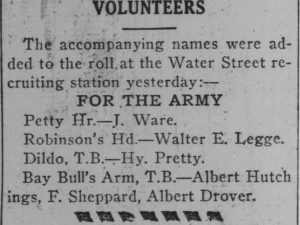 VOLUNTEERS
The accompanying names were ad-
ded to the roll at the Water Street re-
cruiting station yesterday:—
FOR THE ARMY
Petty Hr.—J. Ware.
Robinson's Hd.—Walter E. Legge.
Dildo, T.B.—Hy. Pretty.
Bay Bull's Arm, T.B.—Albert Hutch
ings, F. Sheppard, Albert Drover.